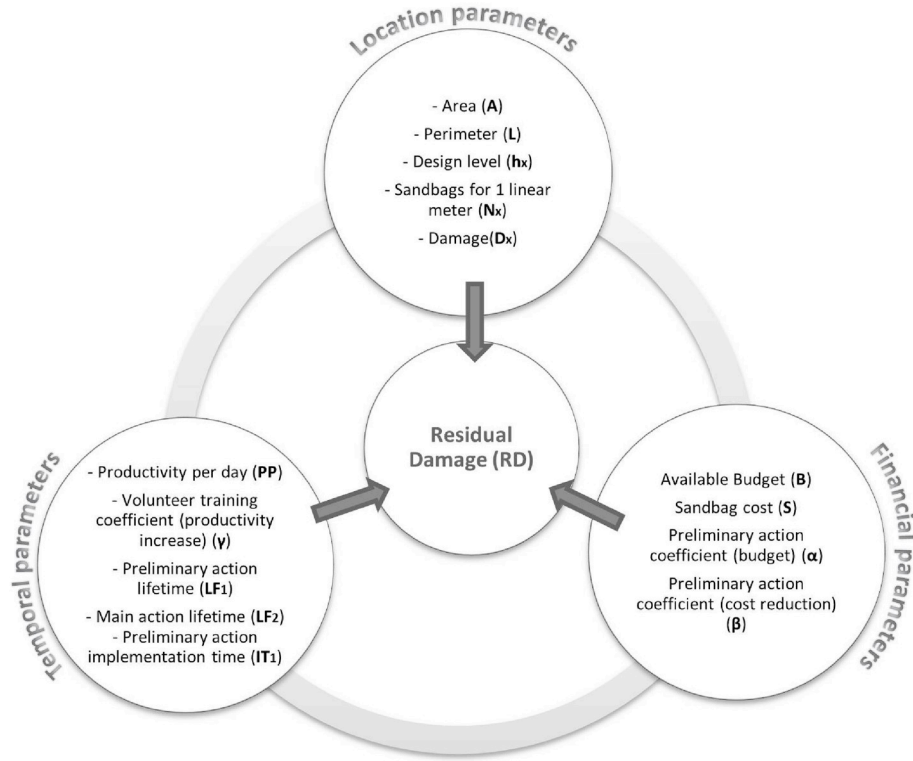 Location parameters
- Area (A)
- Perimeter (L)
- Design level (hx)
- Sandbags for 1 linear
meter (Nx)
- Damage(Dx)
Residual
Damage (RD)
Temporal parameters
- Productivity per day (PP)
- Volunteer training
coefficient (productivity
increase) (γ)
- Preliminary action
lifetime (LF1)
- Main action lifetime (LF2)
- Preliminary action
implementation time (IT1)
Financial parameters
Available Budget (B)
Sandbag cost (S)
Preliminary action
coefficient (budget) (α)
Preliminary action
coefficient (cost reduction)
(β)